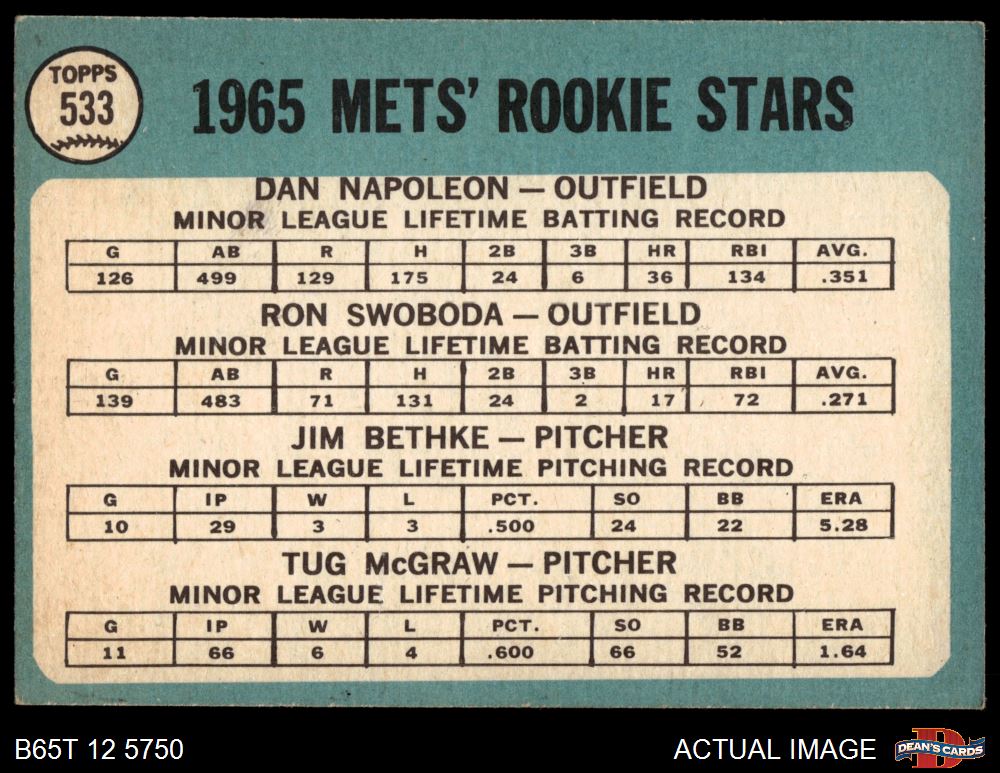 TOPPS
533
1965 METS' ROOKIE STARS
DAN NAPOLEON — OUTFIELD
MINOR LEAGUE LIFETIME BATTING RECORD
G AB R H 2B 3B HR RBI AVG.
126 499 129 175 24 6 36 134 .351
RON SWOBODA — OUTFIELD
MINOR LEAGUE LIFETIME BATTING RECORD
G AB R H 2B 3B HR RBI AVG.
139 483 71 131 24 2 17 72 .271
JIM BETHKE — PITCHER
MINOR LEAGUE LIFETIME PITCHING RECORD
G IP W L PCT. SO BB ERA
10 29 3 3 .500 24 22 5.28
TUG McGRAW — PITCHER
MINOR LEAGUE LIFETIME PITCHING RECORD
G IP W L PCT. SO BB ERA
11 66 6 4 .600 66 52 1.64
B65T 12 5750
ACTUAL IMAGE
D
DEAN'S CARDS